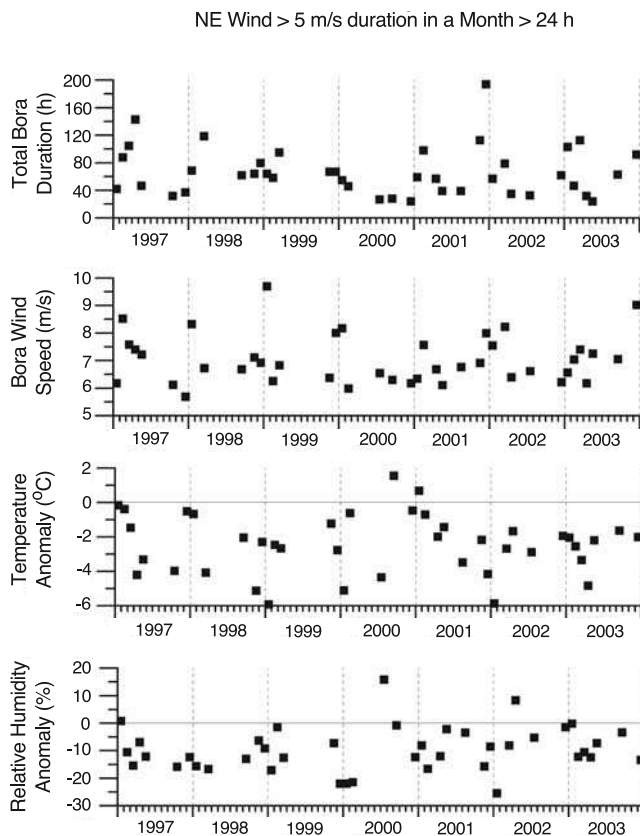 NE Wind > 5 m/s duration in a Month > 24 h
Total Bora
Duration (h)
200
160
120
80
40
0
1997 1998 1999 2000 2001 2002 2003
Bora Wind
Speed (m/s)
10
9
8
7
6
5
1997 1998 1999 2000 2001 2002 2003
Temperature
Anomaly (°C)
2
0
-2
-4
-6
1997 1998 1999 2000 2001 2002 2003
Relative Humidity
Anomaly (%)
20
10
0
-10
-20
-30
1997 1998 1999 2000 2001 2002 2003